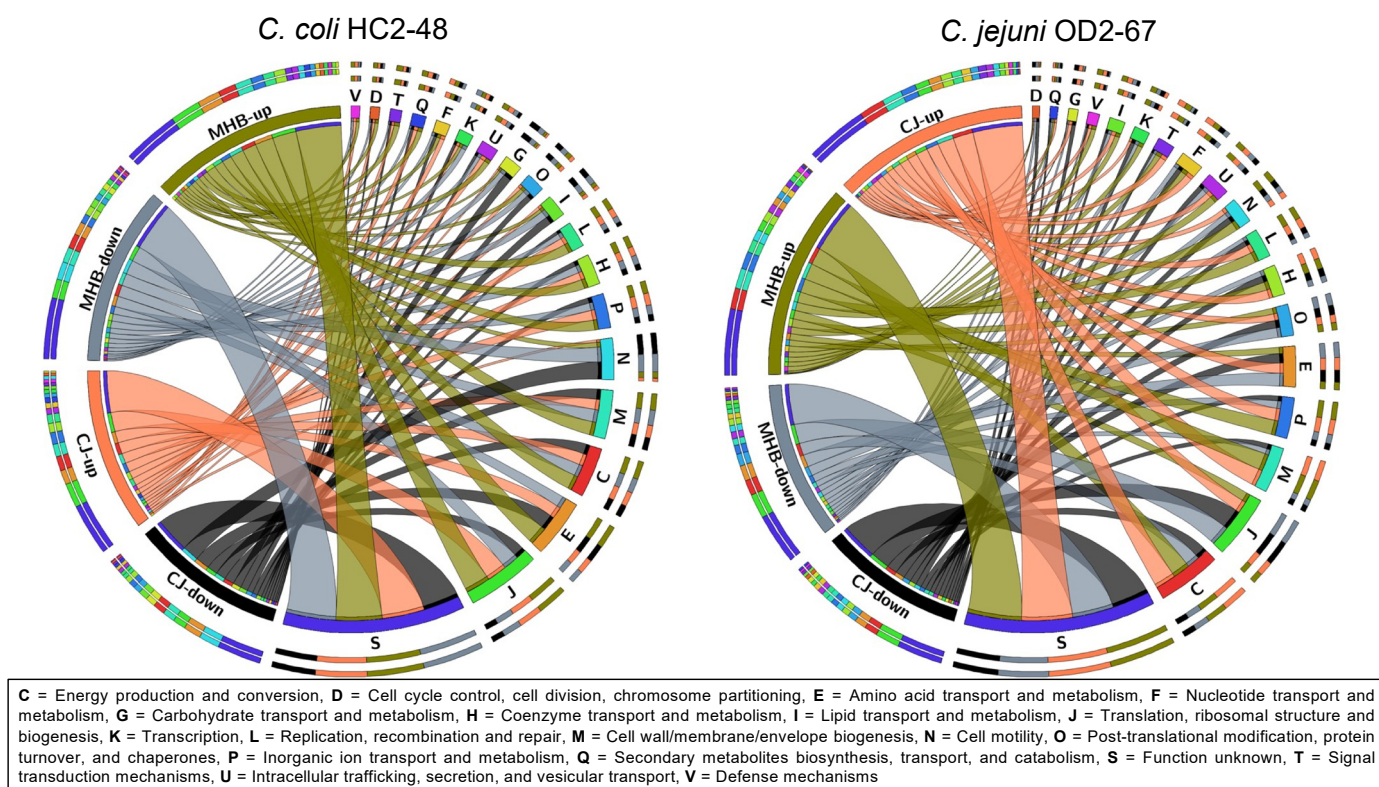 C. coli HC2-48
C. jejuni OD2-67
MHB-up
MHB-down
CJ-up
CJ-down
V
D
T
Q
F
K
U
G
O
I
L
H
P
N
M
C
E
J
S
CJ-up
MHB-up
MHB-down
CJ-down
D
Q
G
V
I
K
T
F
U
N
L
H
O
E
P
M
J
C
S
C = Energy production and conversion, D = Cell cycle control, cell division, chromosome partitioning, E = Amino acid transport and metabolism, F = Nucleotide transport and
metabolism, G = Carbohydrate transport and metabolism, H = Coenzyme transport and metabolism, I = Lipid transport and metabolism, J = Translation, ribosomal structure and
biogenesis, K = Transcription, L = Replication, recombination and repair, M = Cell wall/membrane/envelope biogenesis, N = Cell motility, O = Post-translational modification, protein
turnover, and chaperones, P = Inorganic ion transport and metabolism, Q = Secondary metabolites biosynthesis, transport, and catabolism, S = Function unknown, T = Signal
transduction mechanisms, U = Intracellular trafficking, secretion, and vesicular transport, V = Defense mechanisms